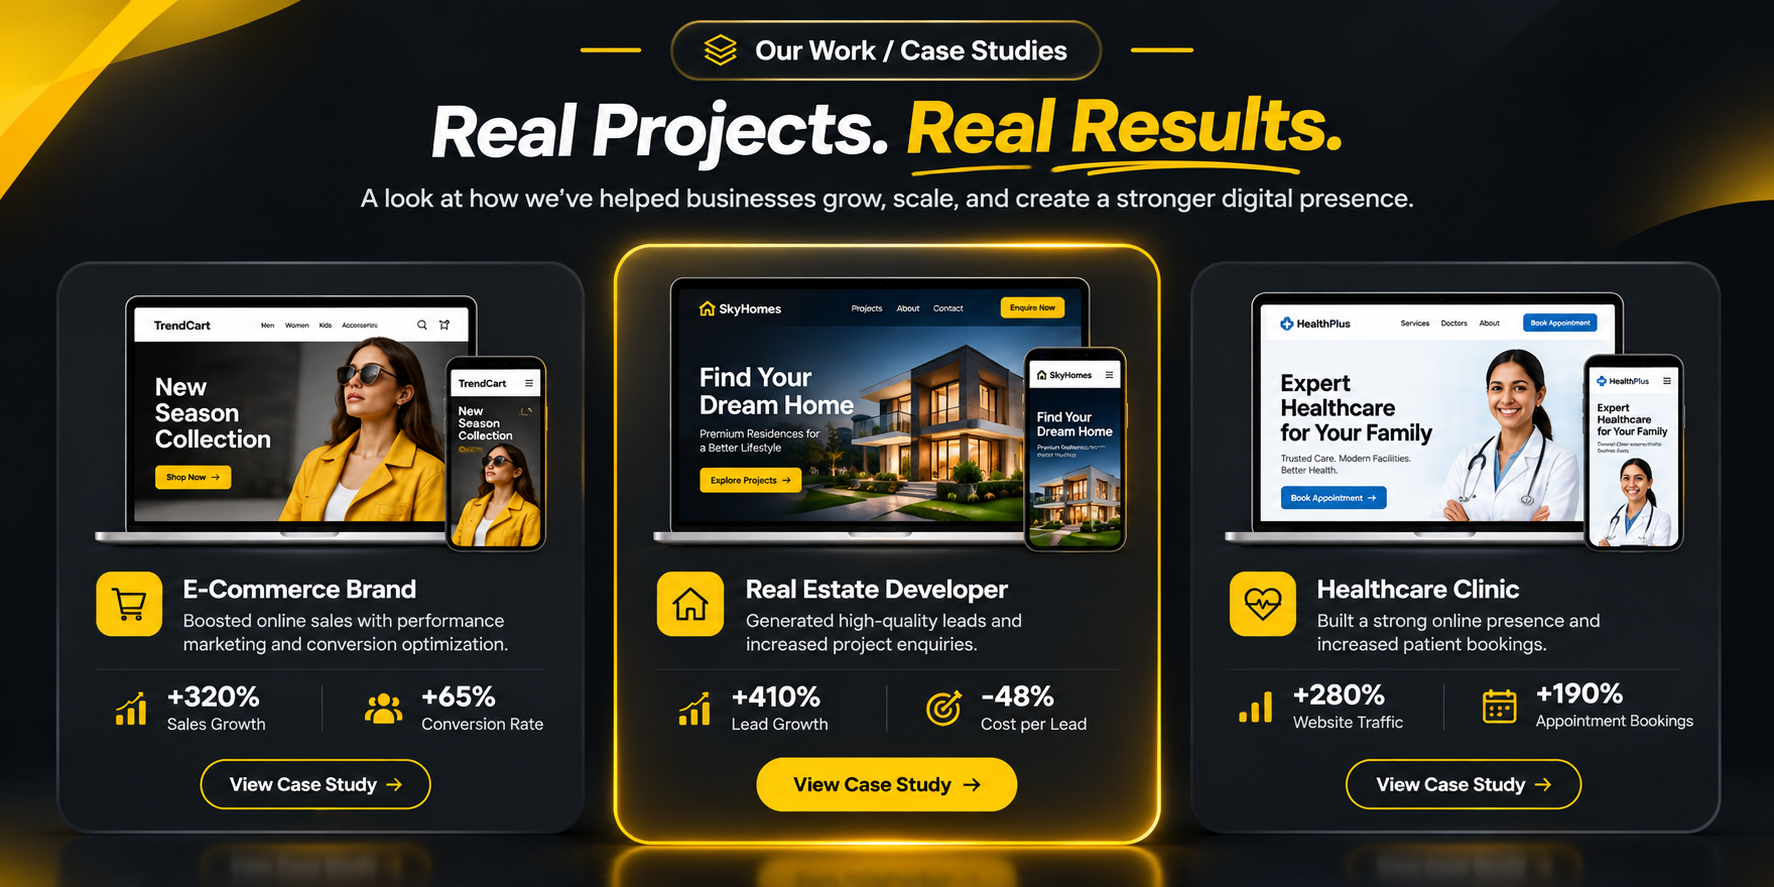 Our Work / Case Studies
Real Projects. Real Results.
A look at how we've helped businesses grow, scale, and create a stronger digital presence.
TrendCart
Men Women Kids Accessories
New
Season
Collection
Shop Now →
TrendCart
New
Season
Collection
E-Commerce Brand
Boosted online sales with performance
marketing and conversion optimization.
+320%
Sales Growth
+65%
Conversion Rate
View Case Study →
SkyHomes
Projects About Contact
Enquire Now
Find Your
Dream Home
Premium Residences for
a Better Lifestyle
Explore Projects →
SkyHomes
Find Your
Dream Home
Real Estate Developer
Generated high-quality leads and
increased project enquiries.
+410%
Lead Growth
-48%
Cost per Lead
View Case Study →
HealthPlus
Services Doctors About
Book Appointment
Expert
Healthcare
for Your Family
Trusted Care. Modern Facilities.
Better Health.
Book Appointment →
HealthPlus
Expert
Healthcare
for Your Family
Healthcare Clinic
Built a strong online presence and
increased patient bookings.
+280%
Website Traffic
+190%
Appointment Bookings
View Case Study →